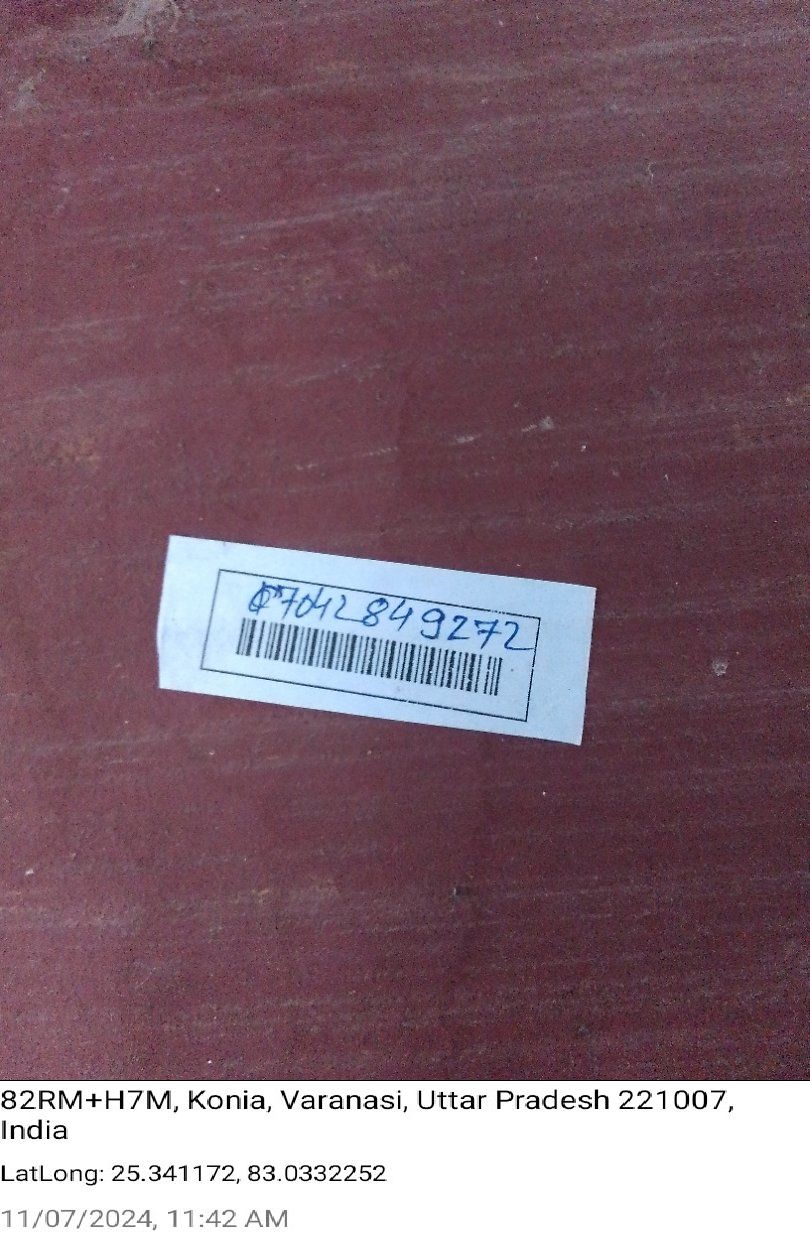 7042849272
82RM+H7M, Konia, Varanasi, Uttar Pradesh 221007,
India
LatLong: 25.341172, 83.0332252
11/07/2024, 11:42 AM